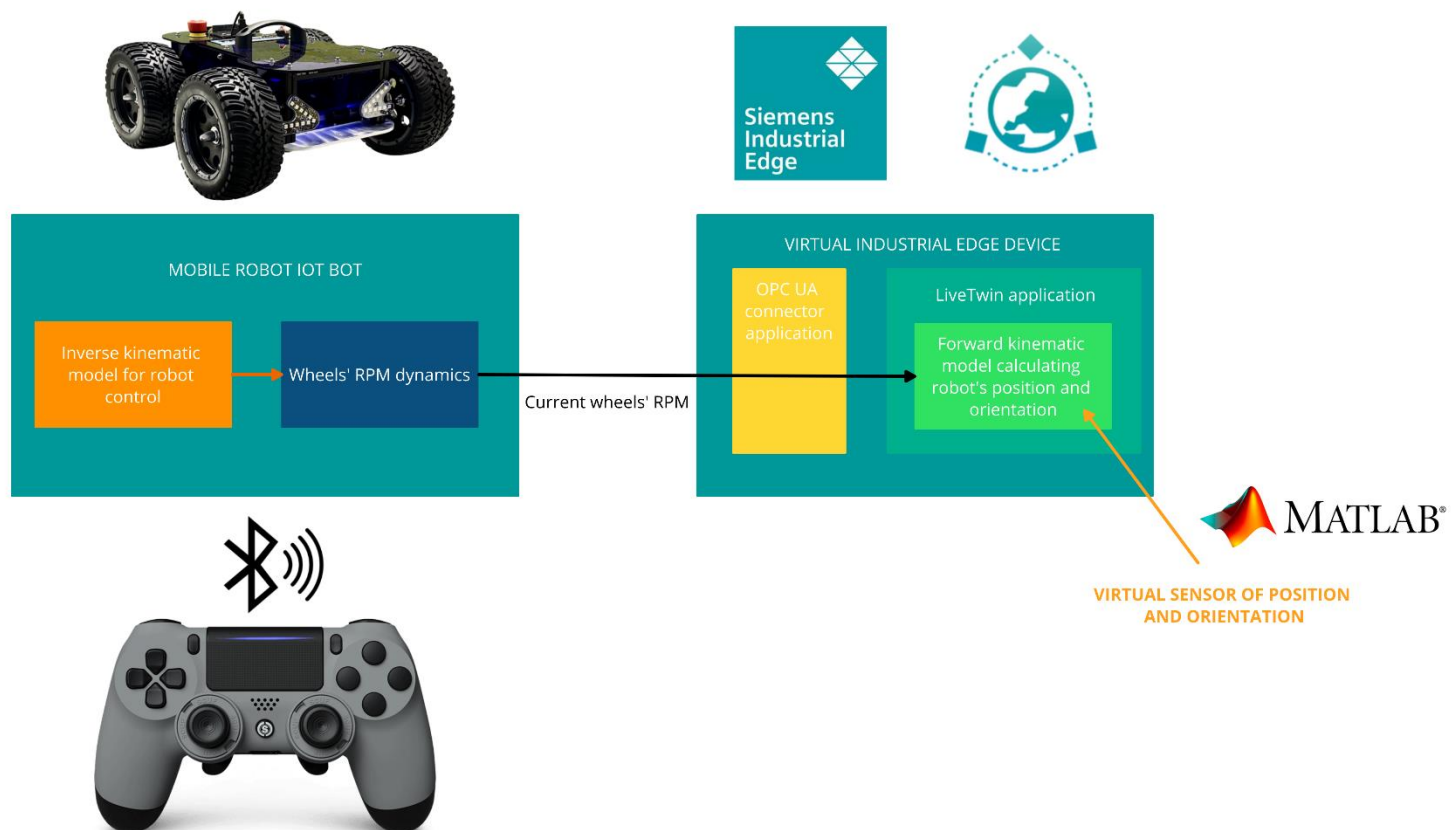 Siemens
Industrial
Edge
MOBILE ROBOT IOT BOT
Inverse kinematic
model for robot
control
Wheels' RPM dynamics
Current wheels' RPM
VIRTUAL INDUSTRIAL EDGE DEVICE
OPC UA
connector
application
LiveTwin application
Forward kinematic
model calculating
robot's position and
orientation
MATLAB®
VIRTUAL SENSOR OF POSITION
AND ORIENTATION